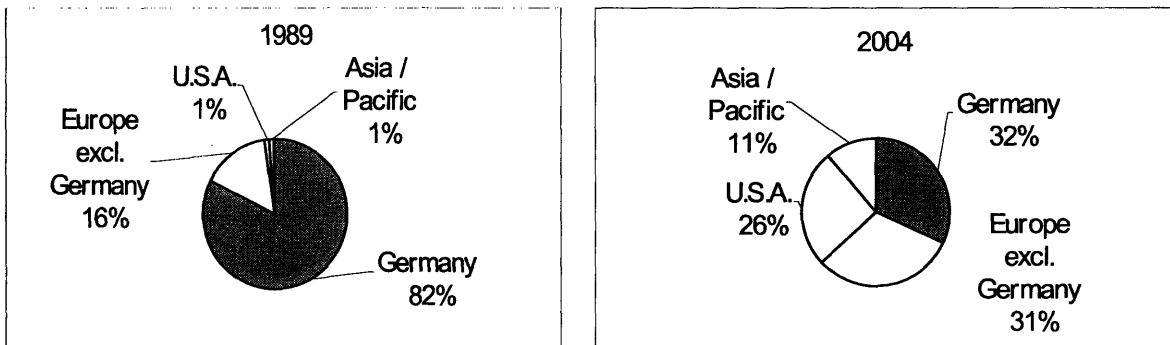 1989
U.S.A.
1%
Asia /
Pacific
1%
Europe
excl.
Germany
16%
Germany
82%
2004
Asia /
Pacific
11%
Germany
32%
U.S.A.
26%
Europe
excl.
Germany
31%